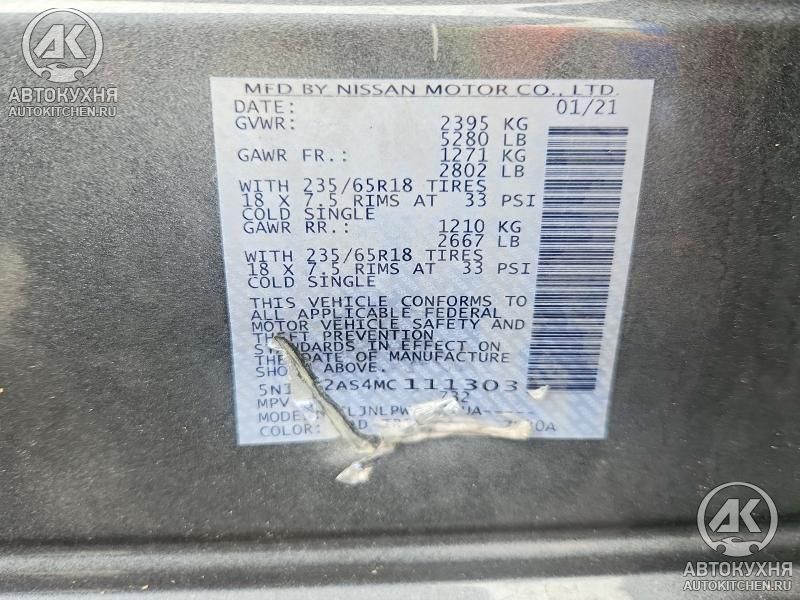 АК
АВТОКУХНЯ
AUTOKITCHEN.RU
MFD BY NISSAN MOTOR CO., LTD.
DATE: 01/21
GVWR: 2395 KG
5280 LB
GAWR FR.: 1271 KG
2802 LB
WITH 235/65R18 TIRES
18 X 7.5 RIMS AT 33 PSI
COLD SINGLE
GAWR RR.: 1210 KG
2667 LB
WITH 235/65R18 TIRES
18 X 7.5 RIMS AT 33 PSI
COLD SINGLE
THIS VEHICLE CONFORMS TO
ALL APPLICABLE FEDERAL
MOTOR VEHICLE SAFETY AND
THEFT PREVENTION
STANDARDS IN EFFECT ON
THE DATE OF MANUFACTURE
ABOVE.
111303
MPV 732
COLOR:
АК
АВТОКУХНЯ
AUTOKITCHEN.RU